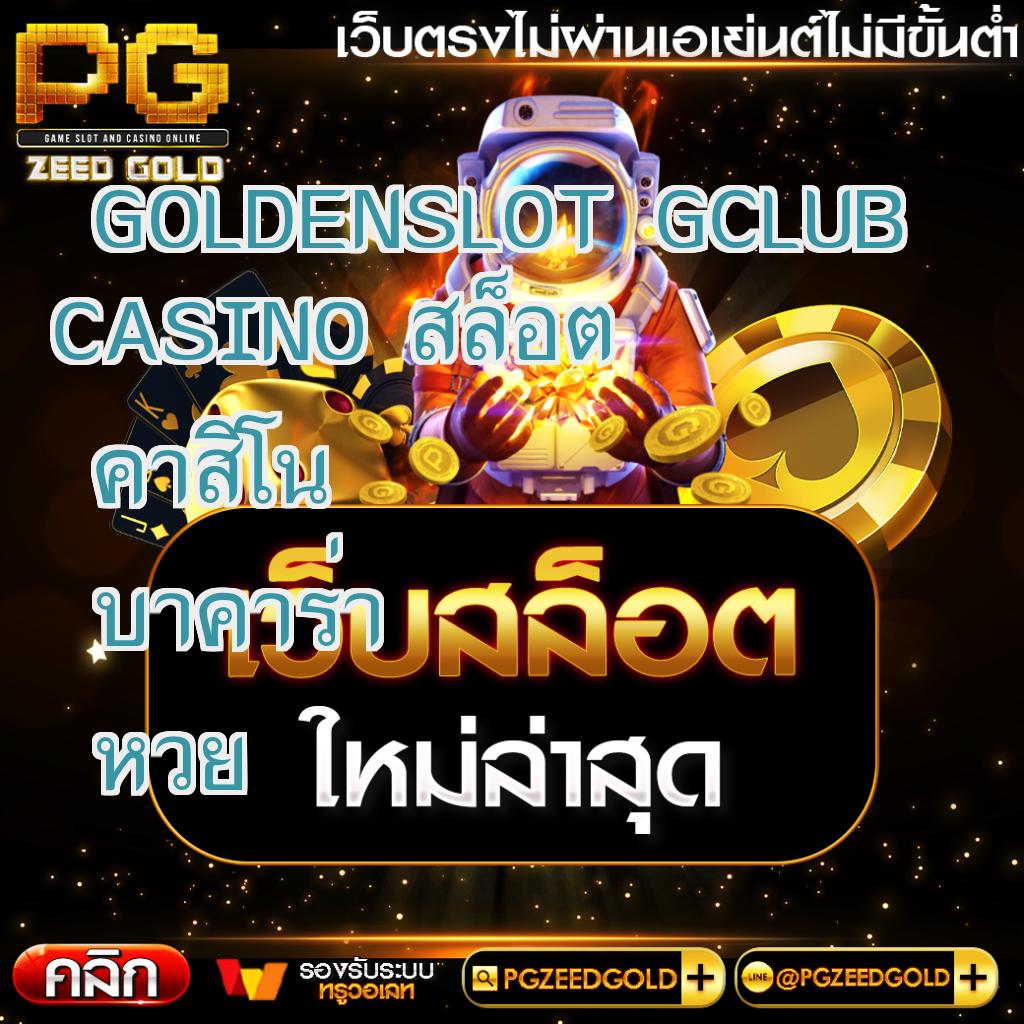 เว็บตรงไม่ผ่านเอเย่นต์ไม่มีขั้นต่ำ
PG
GAME SLOT AND CASINO ONLINE
ZEED GOLD
GOLDENSLOT GCLUB
CASINO สล็อต
คาสิโน
บาคาร่า
หวย
เว็บสล็อต
ใหม่ล่าสุด
คลิก
รองรับระบบ
ทรูวอเลท
PGZEEDGOLD +
LINE @PGZEEDGOLD +